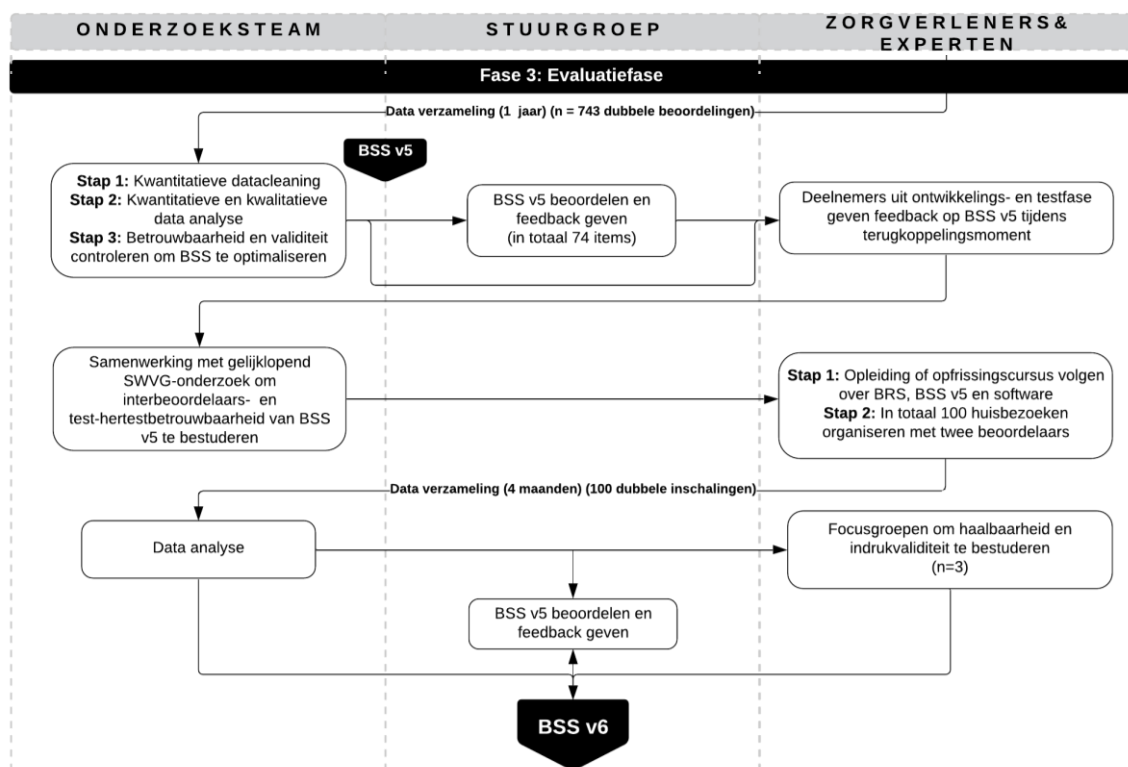 ONDERZOEKSTEAM
STUURGROEP
ZORGVERLENERS&
EXPERTEN
Fase 3: Evaluatiefase
Data verzameling (1 jaar) (n = 743 dubbele beoordelingen)
BSS v5
Stap 1: Kwantitatieve datacleaning
Stap 2: Kwantitatieve en kwalitatieve
data analyse
Stap 3: Betrouwbaarheid en validiteit
controleren om BSS te optimaliseren
BSS v5 beoordelen en
feedback geven
(in totaal 74 items)
Deelnemers uit ontwikkelings- en testfase
geven feedback op BSS v5 tijdens
terugkoppelingsmoment
Samenwerking met gelijklopend
SWVG-onderzoek om
interbeoordelaars- en
test-hertestbetrouwbaarheid van BSS
v5 te bestuderen
Stap 1: Opleiding of opfrissingscursus volgen
over BRS, BSS v5 en software
Stap 2: In totaal 100 huisbezoeken
organiseren met twee beoordelaars
Data verzameling (4 maanden) (100 dubbele inschalingen)
Data analyse
Focusgroepen om haalbaarheid en
indrukvaliditeit te bestuderen
(n=3)
BSS v5 beoordelen en
feedback geven
BSS v6